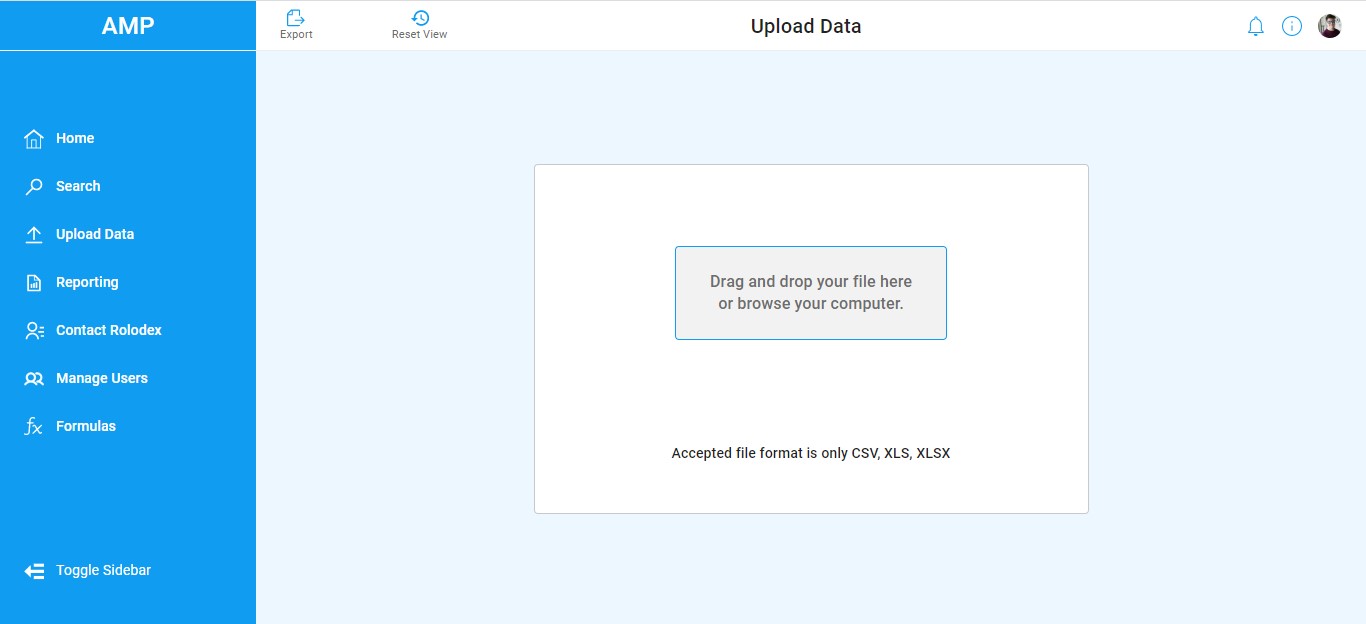 AMP
Export
Reset View
Upload Data
Home
Search
Upload Data
Reporting
Contact Rolodex
Manage Users
Formulas
Toggle Sidebar
Drag and drop your file here
or browse your computer.
Accepted file format is only CSV, XLS, XLSX